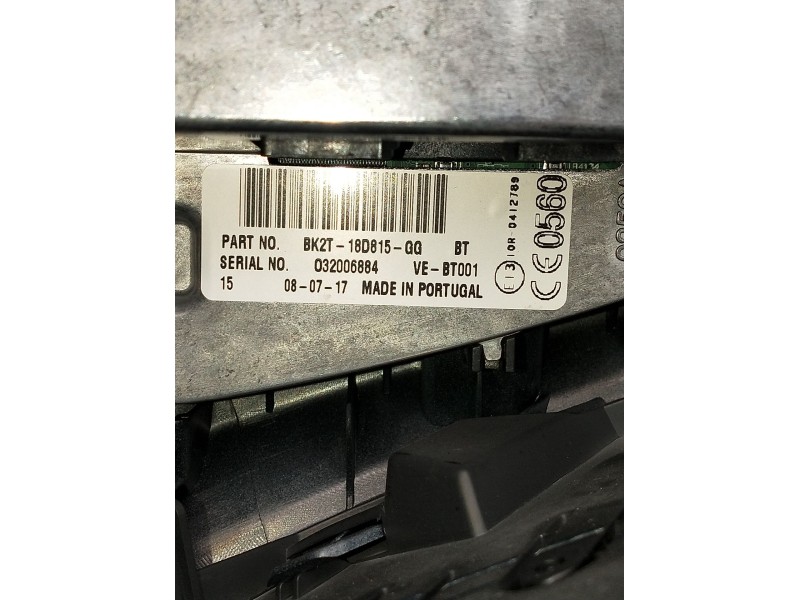 PART NO. BK2T-18D815-GG BT
SERIAL NO. 032006884 VE-BT001
15 08-07-17 MADE IN PORTUGAL
E13 10R-0412789
CE0560